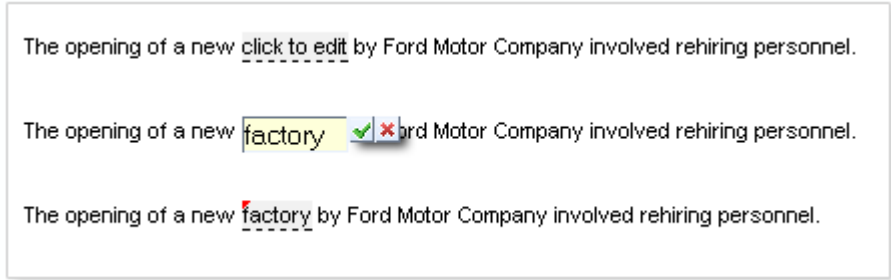 The opening of a new click to edit by Ford Motor Company involved rehiring personnel.
The opening of a new factory ord Motor Company involved rehiring personnel.
The opening of a new factory by Ford Motor Company involved rehiring personnel.